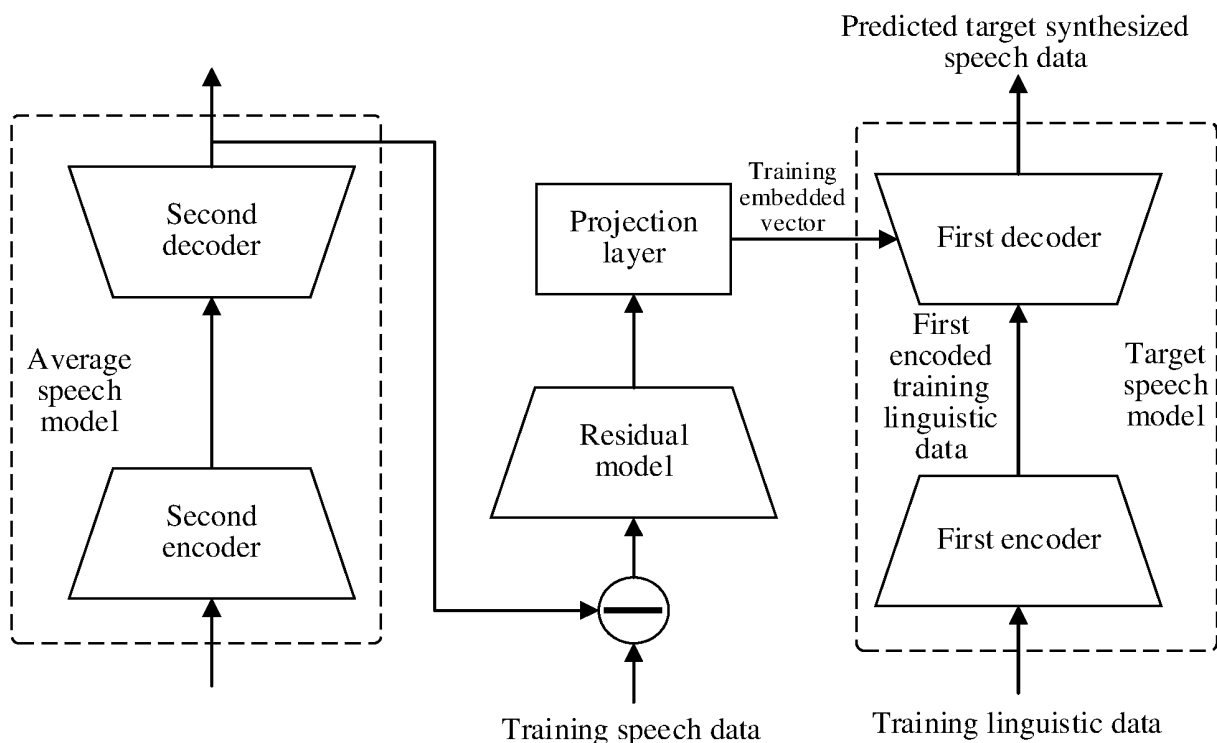 Predicted target synthesized
speech data
Second
decoder
Average
speech
model
Second
encoder
Projection
layer
Training
embedded
vector
Residual
model
Training speech data
First decoder
First
encoded
training
linguistic
data
Target
speech
model
First encoder
Training linguistic data